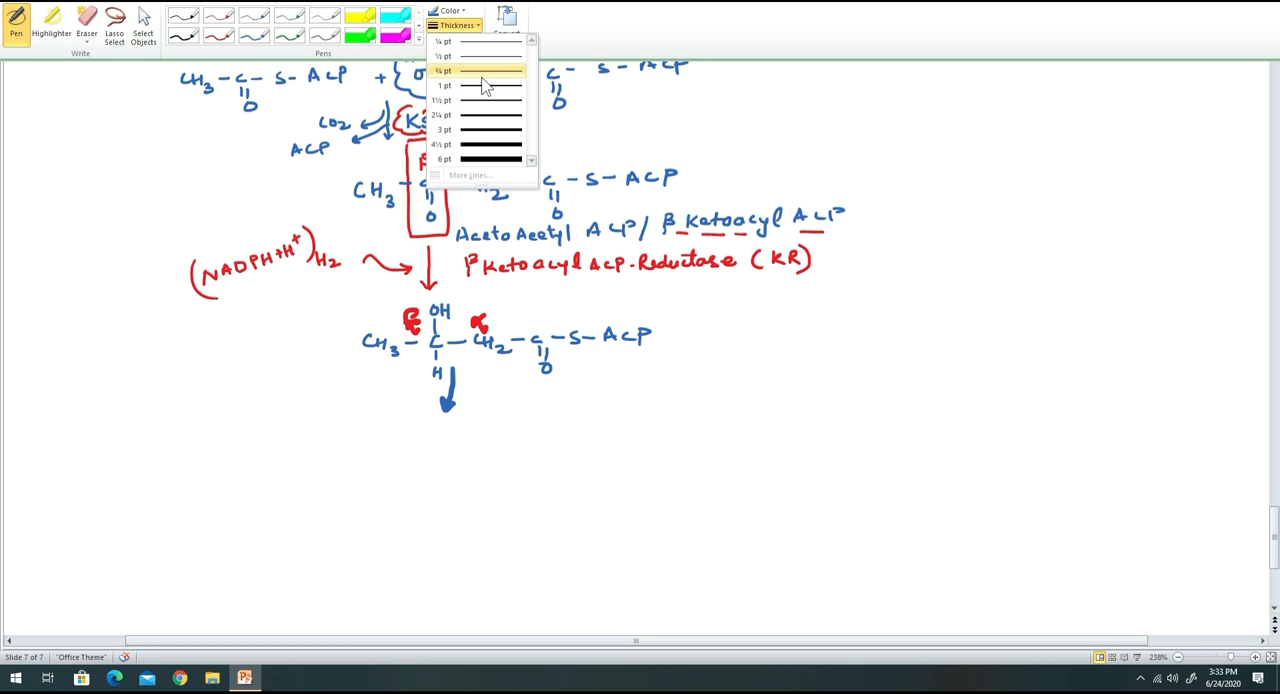 Color
Thickness
Pen
Highlighter
Eraser
Lasso
Select
Select
Objects
Write
Pens
¼ pt
½ pt
¾ pt
1 pt
1½ pt
2¼ pt
3 pt
4½ pt
6 pt
More Lines...
CH3 - C - S - ACP +
C - S - ACP
O
O
CO2
ACP
CH3
C - S - ACP
O
O
AcetoAcetyl ACP / β Ketoacyl ACP
(NADPH+H+) H2
β Ketoacyl ACP-Reductase (KR)
β OH α
CH3 - C - CH2 - C - S - ACP
H
O
Slide 7 of 7
"Office Theme"
238%
3:33 PM
6/24/2020